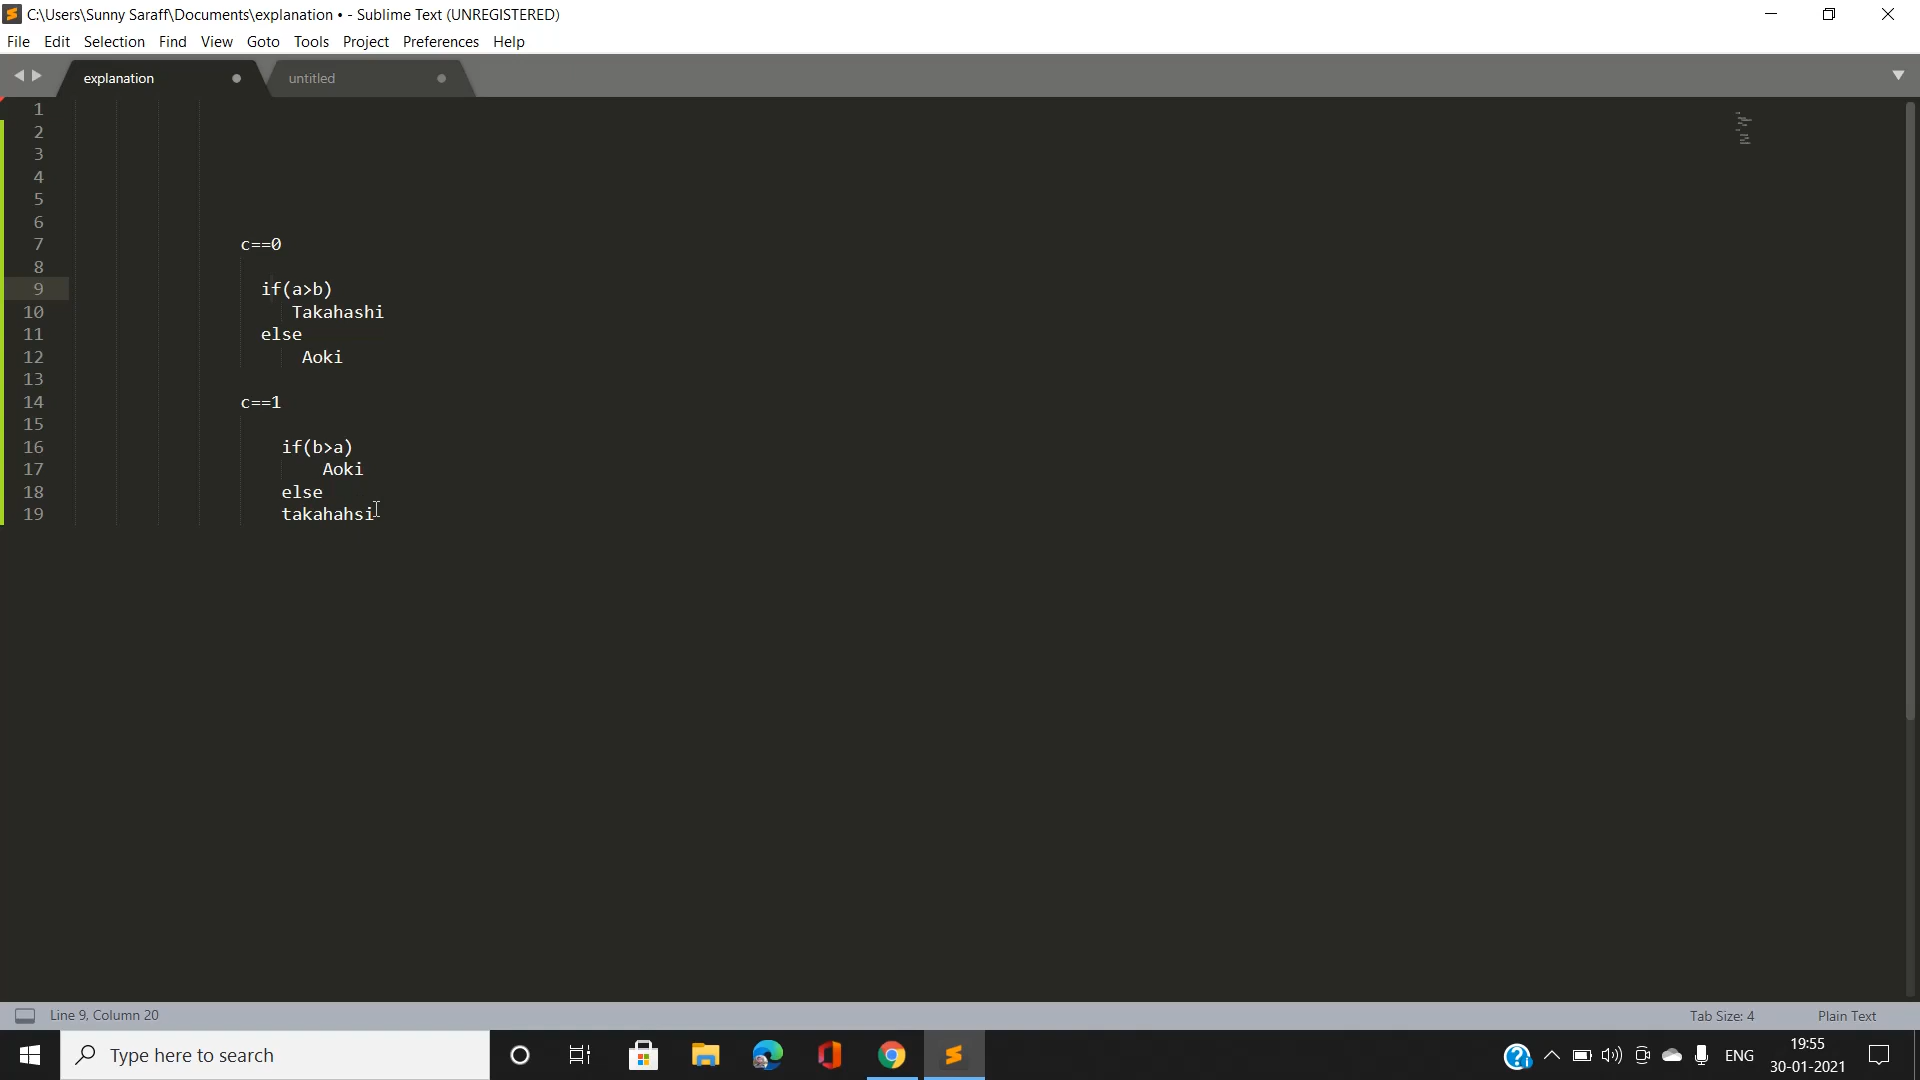 C:\Users\Sunny Saraff\Documents\explanation • - Sublime Text (UNREGISTERED)
File Edit Selection Find View Goto Tools Project Preferences Help
explanation untitled
1
2
3
4
5
6
7 c==0
8
9 if(a>b)
10 Takahashi
11 else
12 Aoki
13
14 c==1
15
16 if(b>a)
17 Aoki
18 else
19 takahahsi
Line 9, Column 20 Tab Size: 4 Plain Text
Type here to search ENG 19:55
30-01-2021